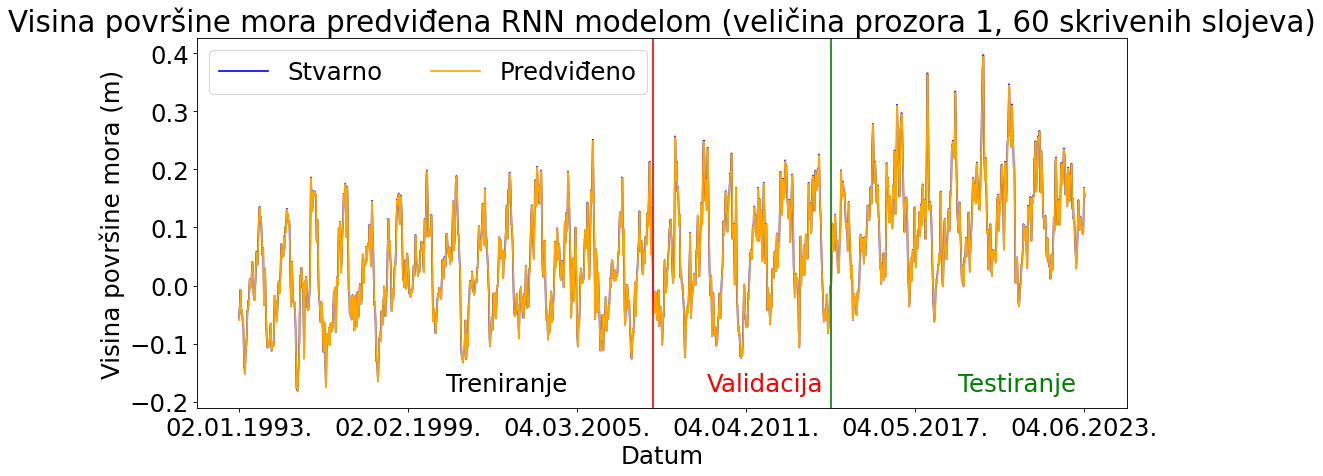 Visina površine mora predviđena RNN modelom (veličina prozora 1, 60 skrivenih slojeva)
Stvarno Predviđeno
Visina površine mora (m)
0.4
0.3
0.2
0.1
0.0
−0.1
−0.2
Treniranje Validacija Testiranje
02.01.1993. 02.02.1999. 04.03.2005. 04.04.2011. 04.05.2017. 04.06.2023.
Datum